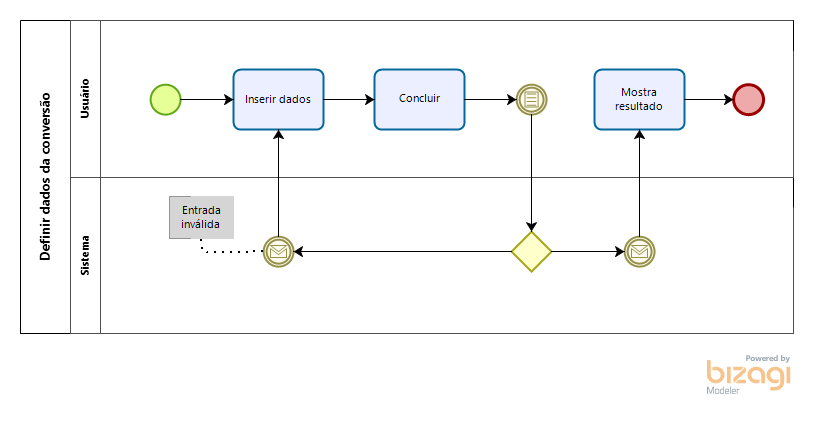 Definir dados da conversão
Usuário
Inserir dados
Concluir
Mostra
resultado
Sistema
Entrada
inválida
Powered by
bizagi
Modeler